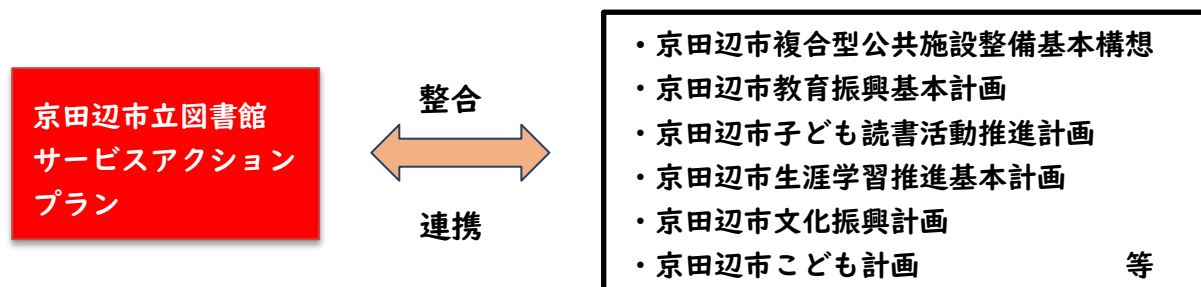 京田辺市立図書館
サービスアクション
プラン
整合
連携
・京田辺市複合型公共施設整備基本構想
・京田辺市教育振興基本計画
・京田辺市子ども読書活動推進計画
・京田辺市生涯学習推進基本計画
・京田辺市文化振興計画
・京田辺市こども計画 等